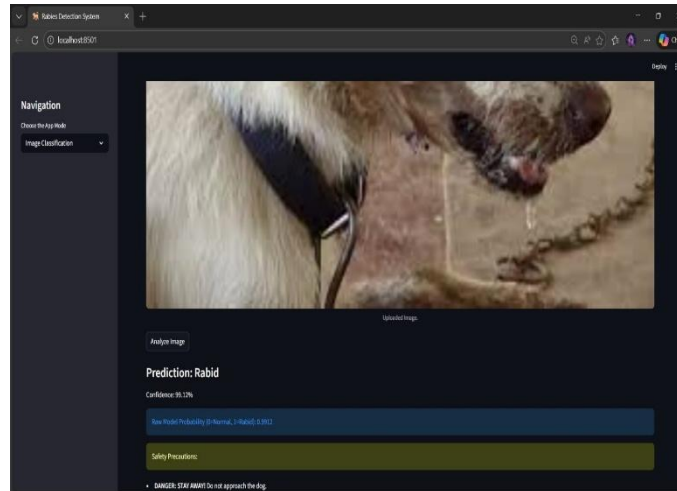 Rabies Detection System
localhost:8501
Deploy
Navigation
Choose the App Mode
Image Classification
Uploaded Image.
Analyze Image
Prediction: Rabid
Confidence: 99.12%
Raw Model Probability (0=Normal, 1=Rabid): 0.9912
Safety Precautions:
DANGER: STAY AWAY! Do not approach the dog.